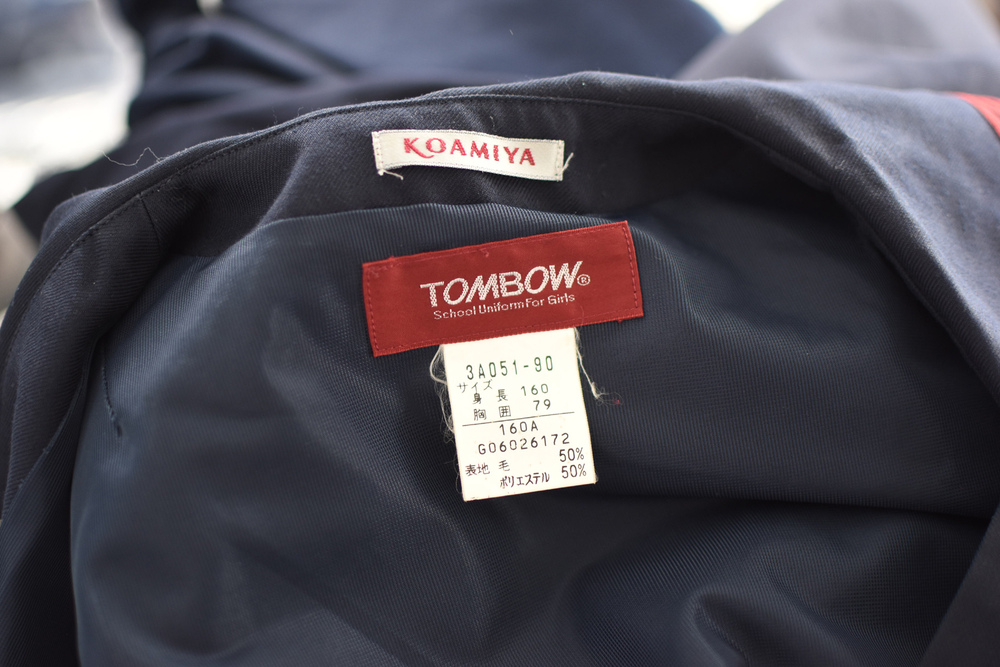 KOAMIYA
TOMBOW®
School Uniform For Girls
3A051-90
サイズ
身長 160
胸囲 79
160A
G06026172
表地 毛 50%
ポリエステル 50%